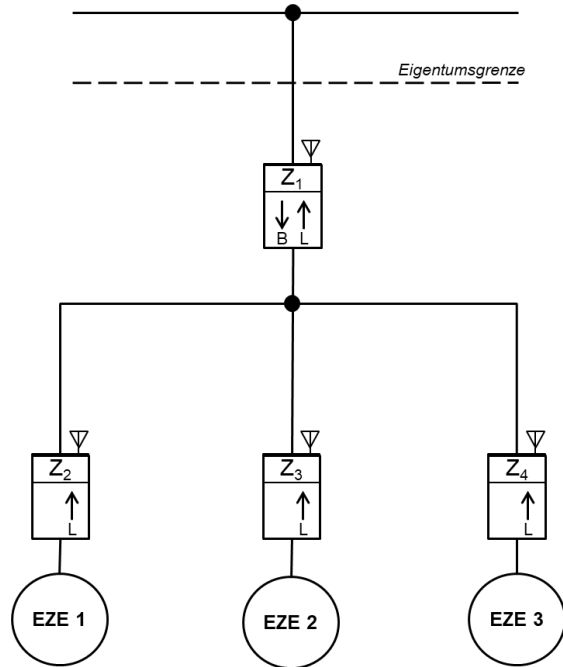 Eigentumsgrenze
Z1
B L
Z2 Z3 Z4
L L L
EZE 1 EZE 2 EZE 3